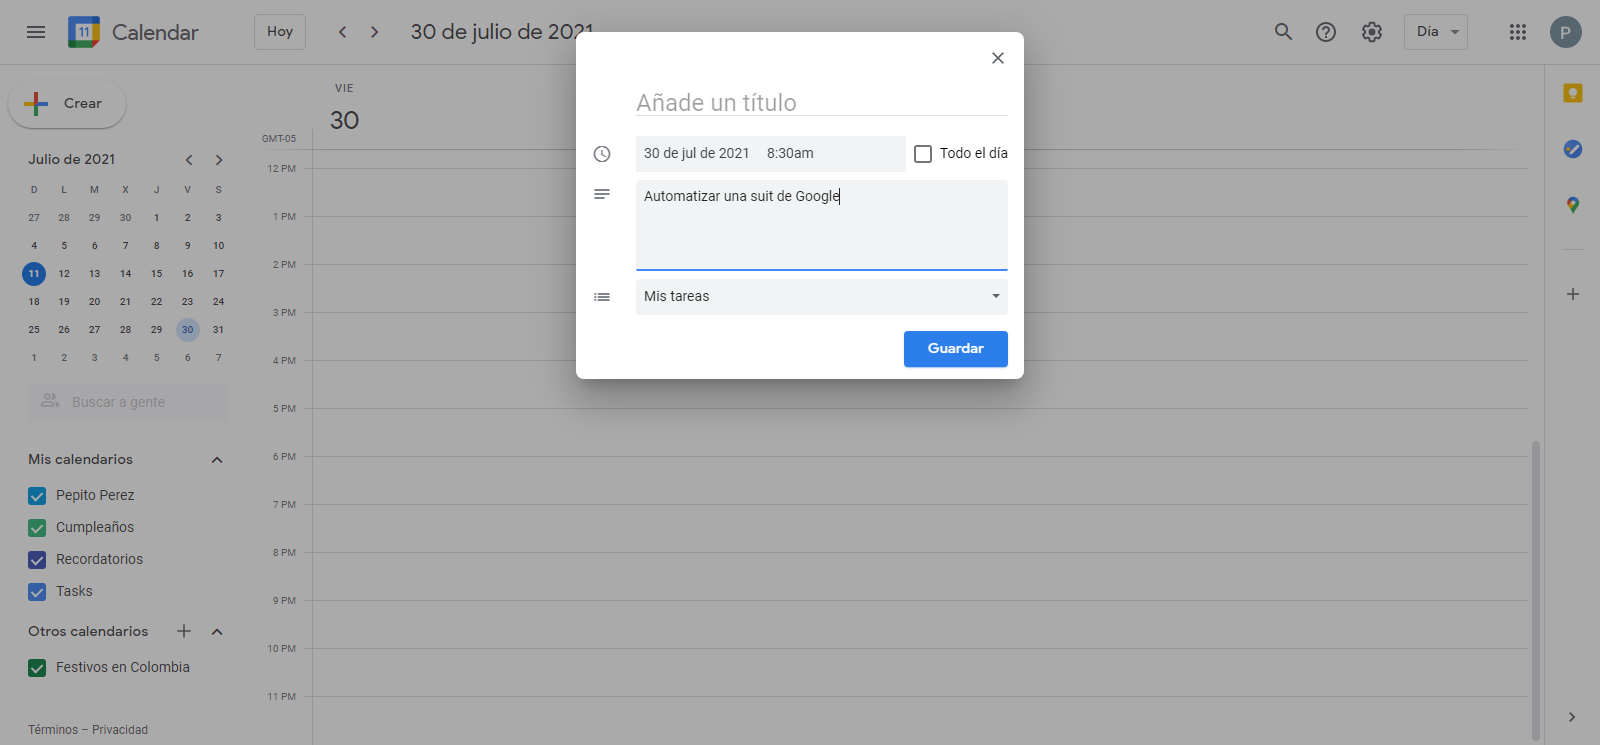 11 Calendar Hoy 30 de julio de 2021 Día P
Crear
Julio de 2021
D L M X J V S
27 28 29 30 1 2 3
4 5 6 7 8 9 10
11 12 13 14 15 16 17
18 19 20 21 22 23 24
25 26 27 28 29 30 31
1 2 3 4 5 6 7
Buscar a gente
Mis calendarios
Pepito Perez
Cumpleaños
Recordatorios
Tasks
Otros calendarios
Festivos en Colombia
Términos – Privacidad
VIE
30
GMT-05
12 PM
1 PM
2 PM
3 PM
4 PM
5 PM
6 PM
7 PM
8 PM
9 PM
10 PM
11 PM
Añade un título
30 de jul de 2021 8:30am Todo el día
Automatizar una suit de Google
Mis tareas
Guardar